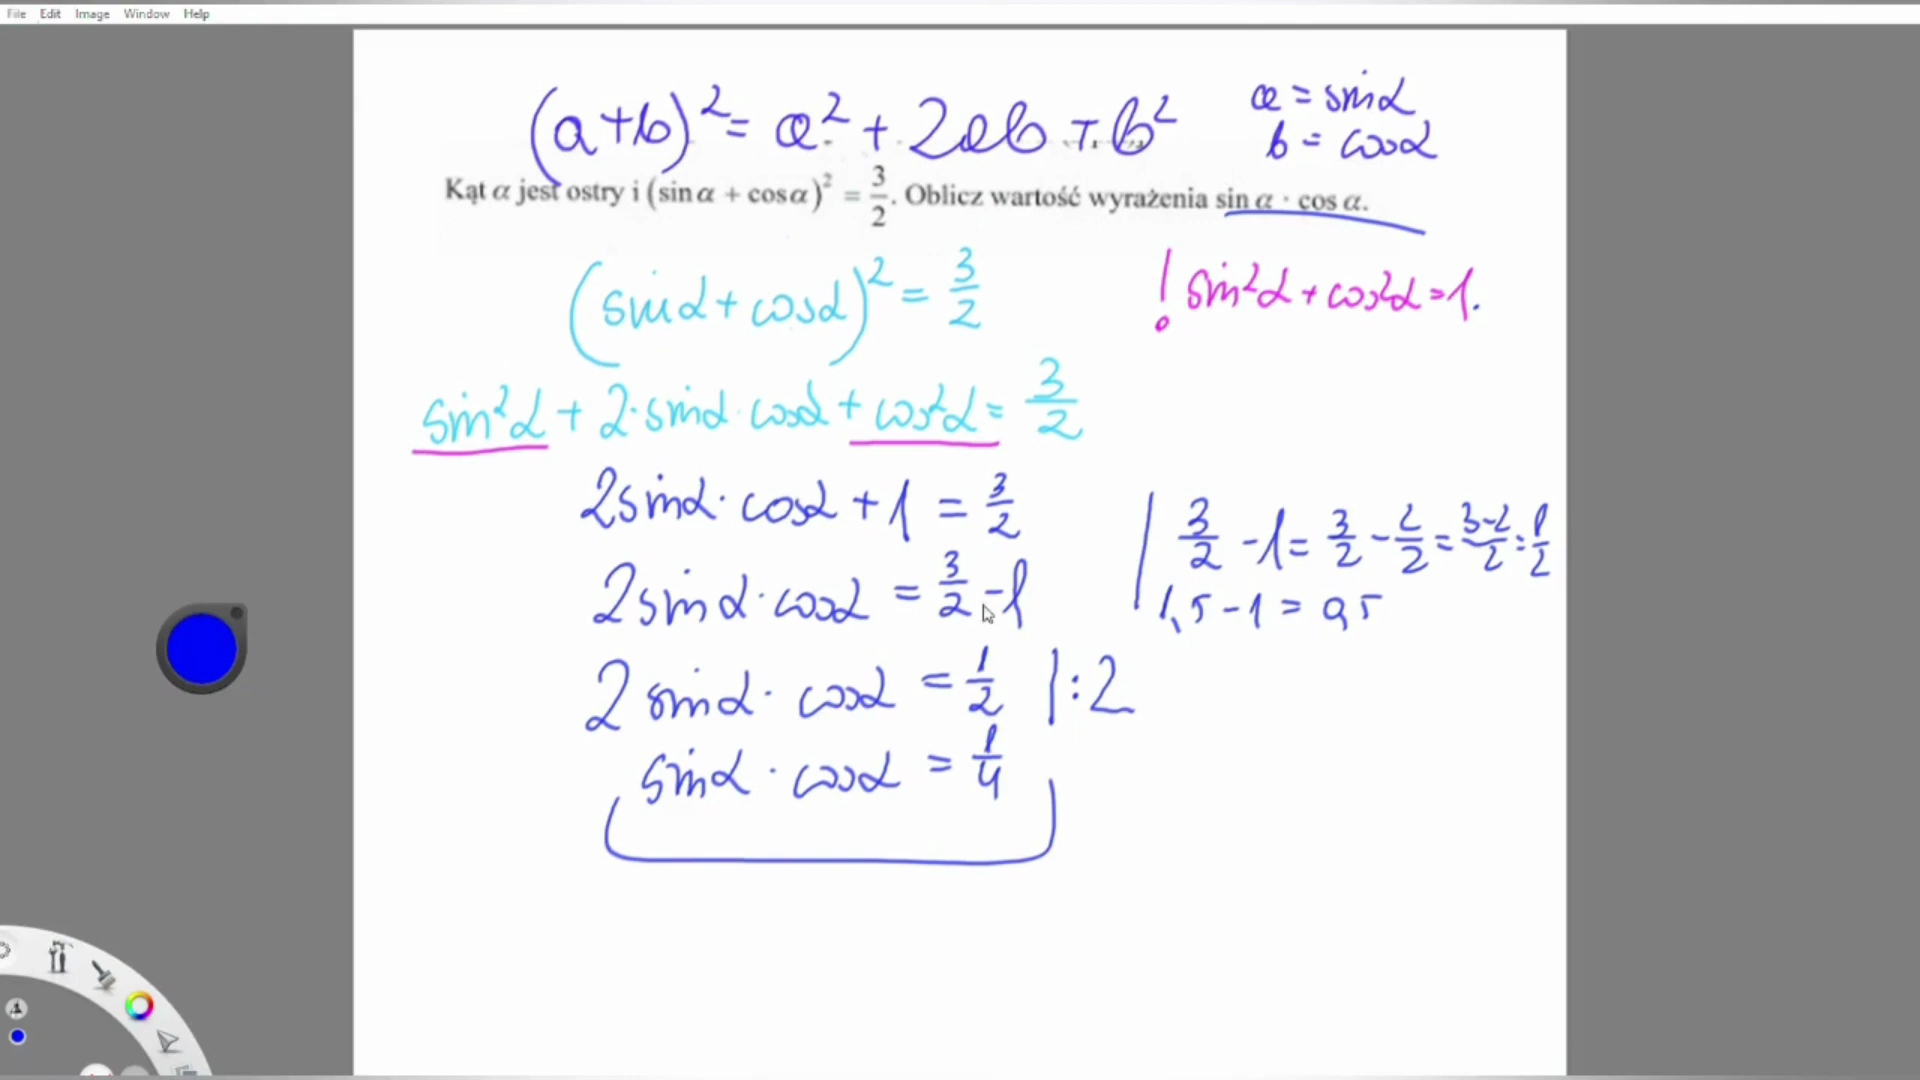 File Edit Image Window Help
(a+b)² = a² + 2ab + b²
a = sinα
b = cosα
Kąt α jest ostry i (sin α + cos α)² = 3/2. Oblicz wartość wyrażenia sin α · cos α.
(sinα + cosα)² = 3/2
! sin²α + cos²α = 1.
sin²α + 2·sinα·cosα + cos²α = 3/2
2sinα·cosα + 1 = 3/2
| 3/2 - 1 = 3/2 - 2/2 = 3-2/2 = 1/2
2sinα·cosα = 3/2 - 1
1,5 - 1 = 0,5
2sinα·cosα = 1/2 |:2
sinα·cosα = 1/4